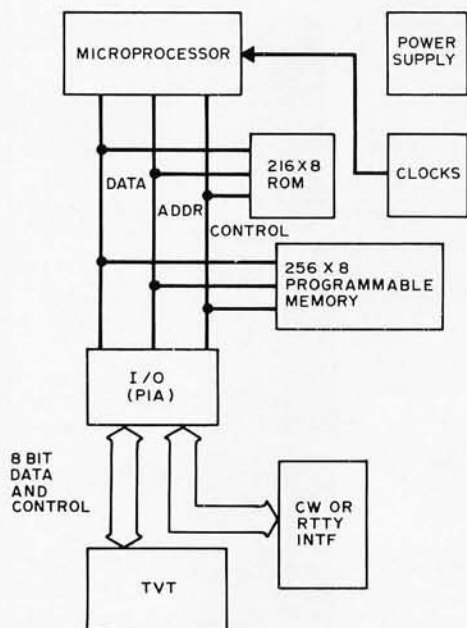 MICROPROCESSOR
POWER
SUPPLY
216X8
ROM
CLOCKS
DATA
ADDR
CONTROL
256 X 8
PROGRAMMABLE
MEMORY
I/O
(PIA)
8 BIT
DATA
AND
CONTROL
CW OR
RTTY
INTF
TVT